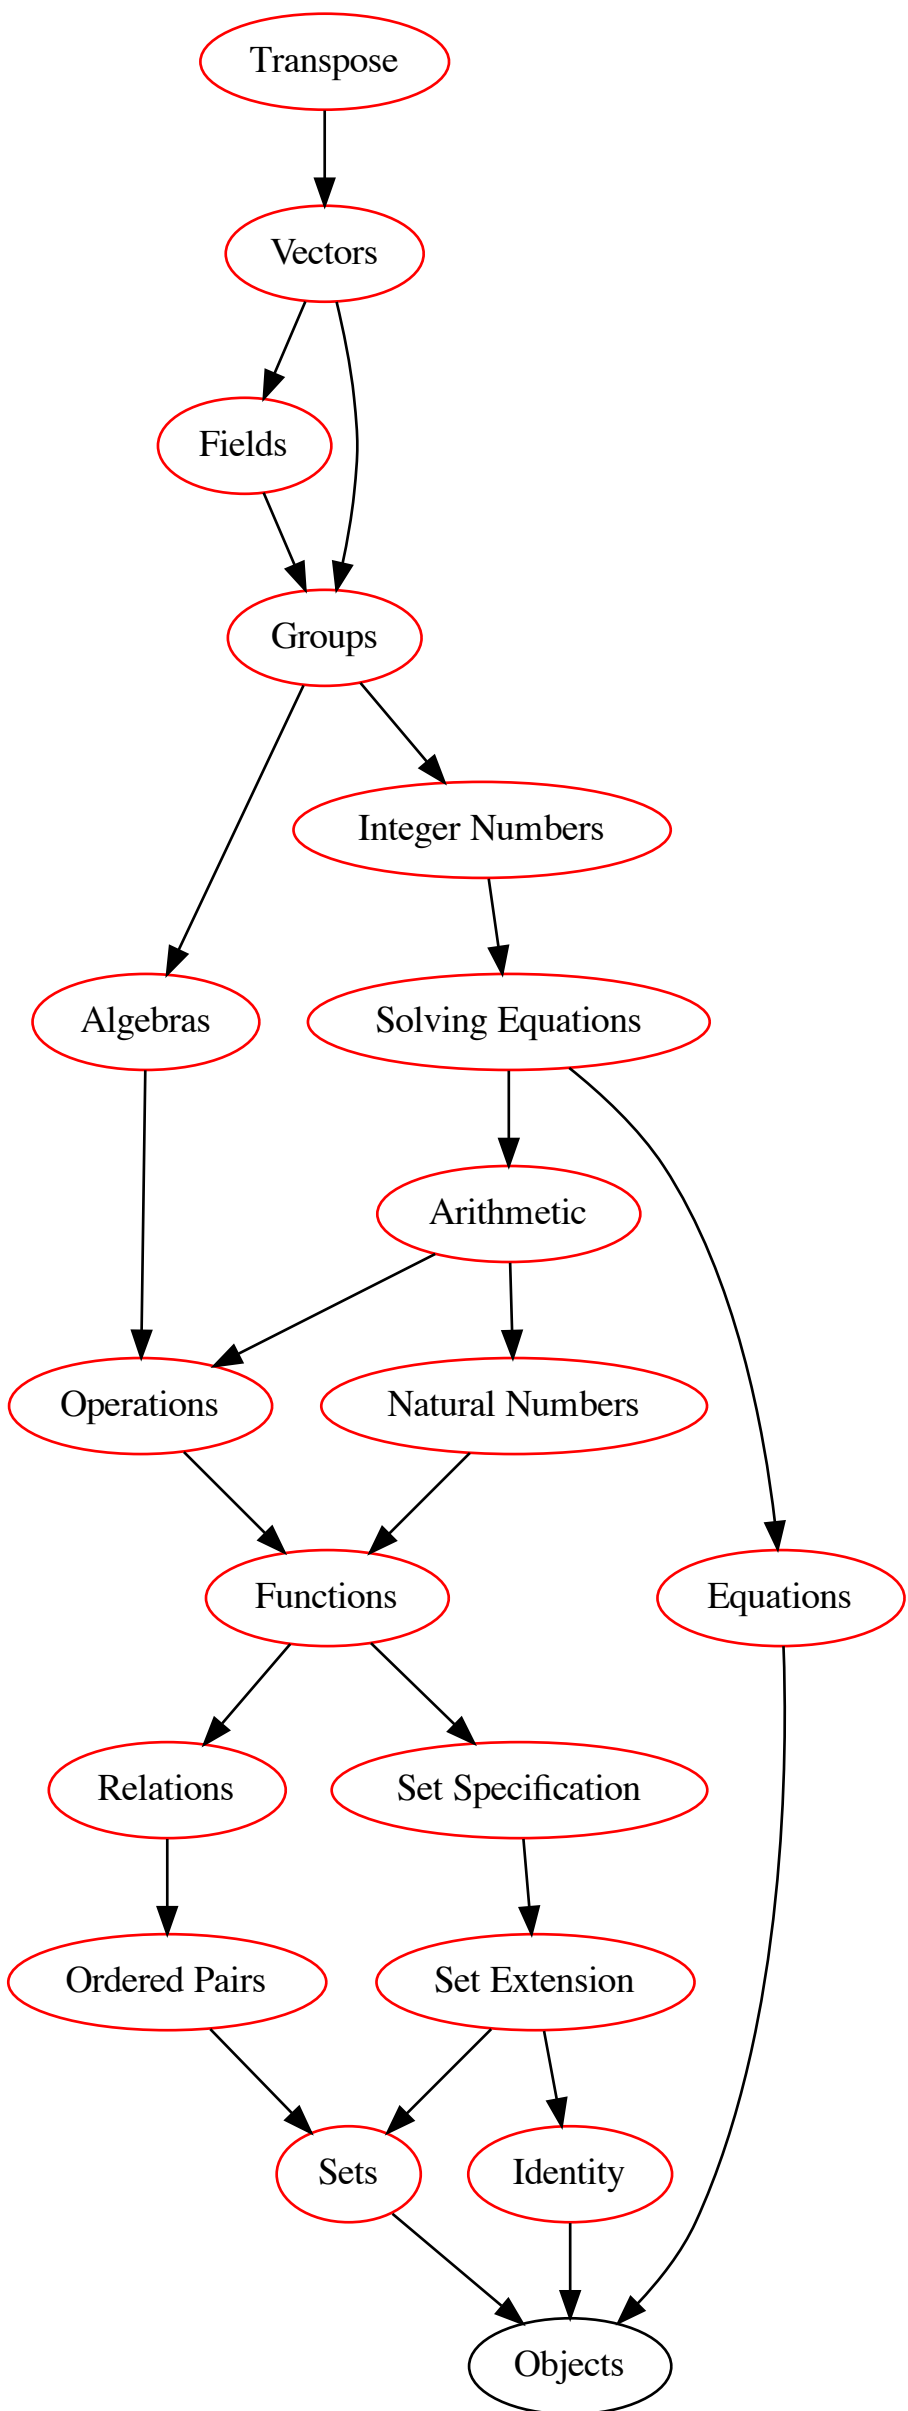 Transpose
Vectors
Fields
Groups
Integer Numbers
Algebras
Solving Equations
Arithmetic
Operations
Natural Numbers
Functions
Equations
Relations
Set Specification
Ordered Pairs
Set Extension
Sets
Identity
Objects